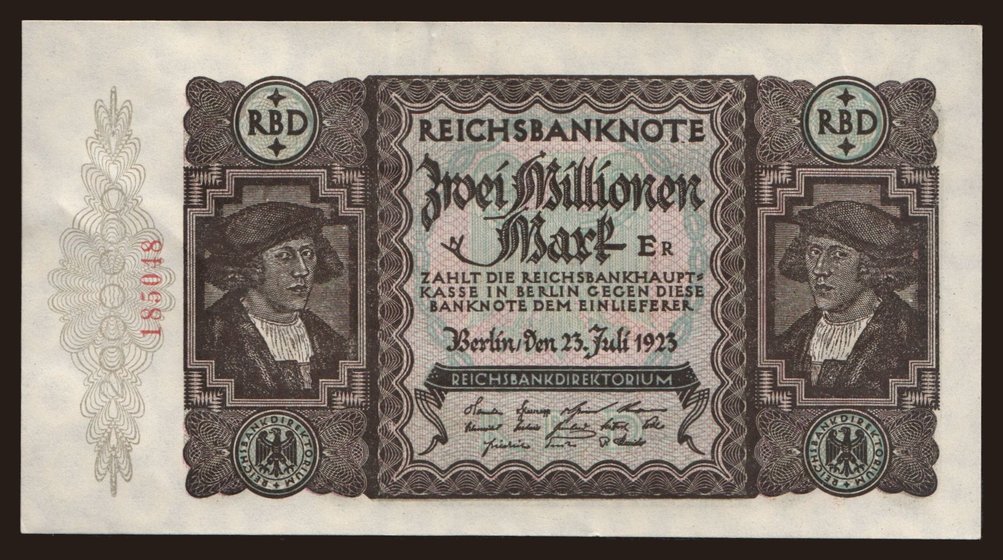 RBD
REICHSBANKNOTE
RBD
Zwei Millionen
Mark ER
ZAHLT DIE REICHSBANKHAUPT=
KASSE IN BERLIN GEGEN DIESE
BANKNOTE DEM EINLIEFERER
Berlin, den 23. Juli 1923
REICHSBANKDIREKTORIUM
185048
REICHSBANKDIREKTORIUM
REICHSBANKDIREKTORIUM